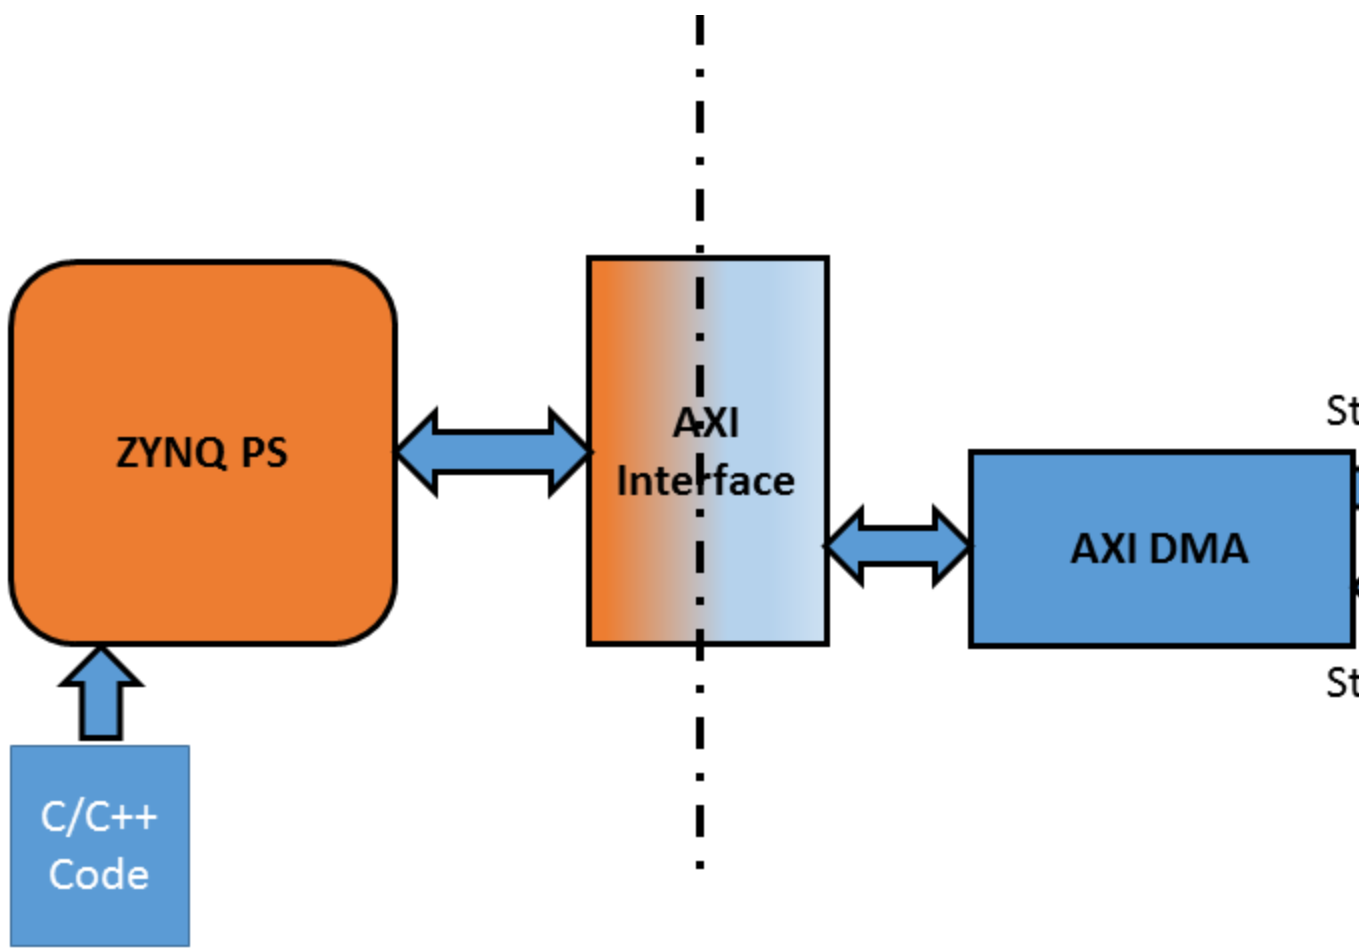 ZYNQ PS
AXI
Interface
AXI DMA
C/C++
Code